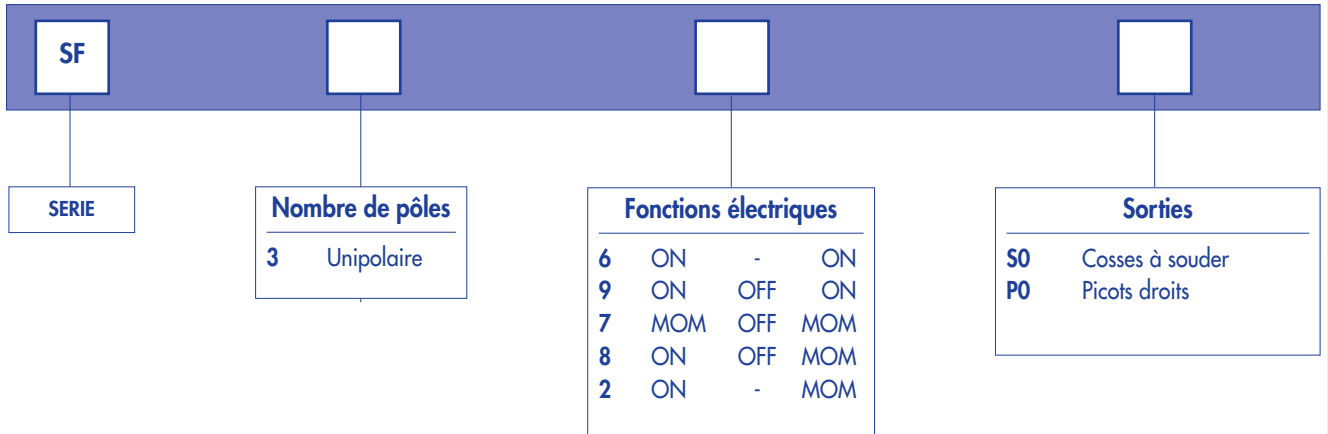 SF
SERIE
Nombre de pôles
3 Unipolaire
Fonctions électriques
6 ON - ON
9 ON OFF ON
7 MOM OFF MOM
8 ON OFF MOM
2 ON - MOM
Sorties
S0 Cosses à souder
P0 Picots droits